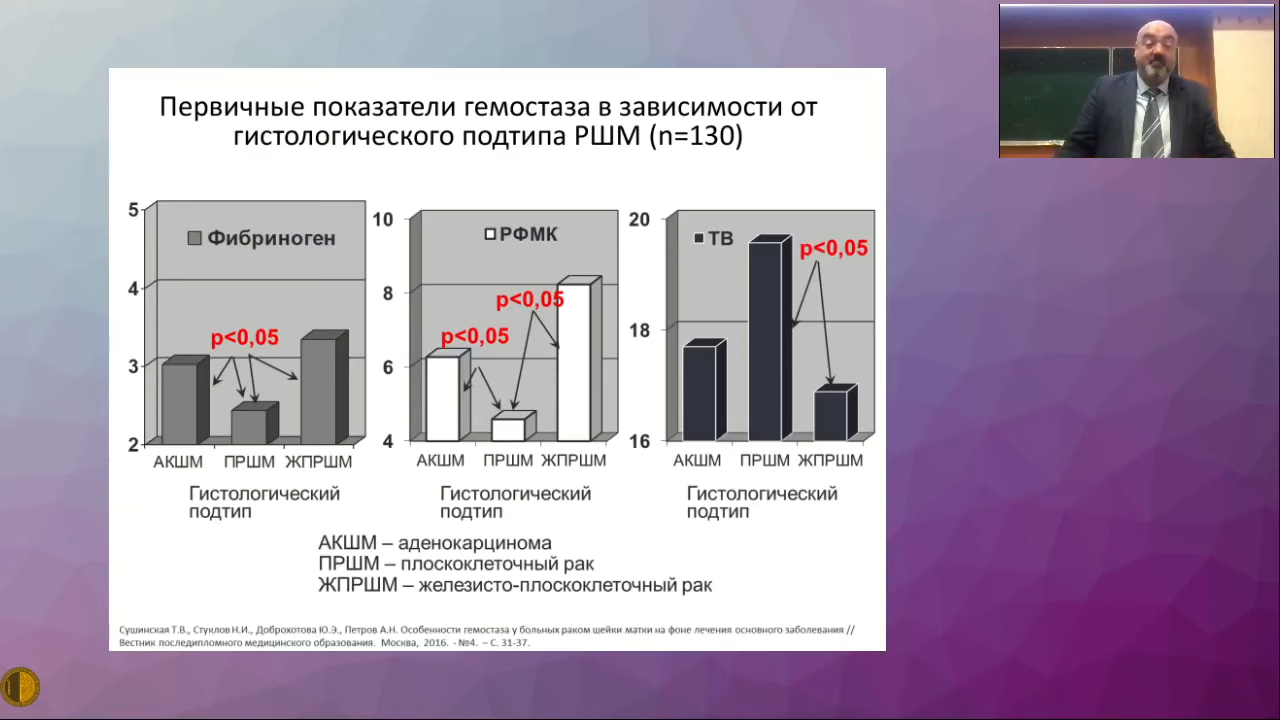 Первичные показатели гемостаза в зависимости от
гистологического подтипа РШМ (n=130)
5
4
3
2
Фибриноген
p<0,05
АКШМ ПРШМ ЖПРШМ
Гистологический
подтип
10
8
6
4
РФМК
p<0,05
p<0,05
АКШМ ПРШМ ЖПРШМ
Гистологический
подтип
20
18
16
ТВ
p<0,05
АКШМ ПРШМ ЖПРШМ
Гистологический
подтип
АКШМ – аденокарцинома
ПРШМ – плоскоклеточный рак
ЖПРШМ – железисто-плоскоклеточный рак
Сушинская Т.В., Стуклов Н.И., Доброхотова Ю.Э., Петров А.Н. Особенности гемостаза у больных раком шейки матки на фоне лечения основного заболевания //
Вестник последипломного медицинского образования. Москва, 2016. - №4. – С. 31-37.